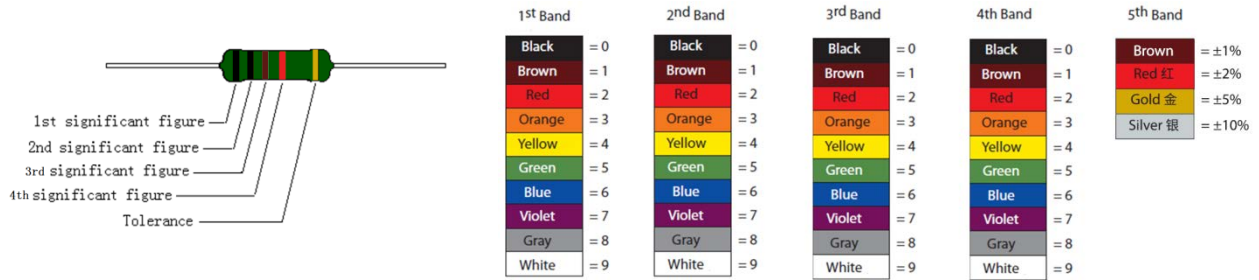 1st significant figure
2nd significant figure
3rd significant figure
4th significant figure
Tolerance
1st Band
Black = 0
Brown = 1
Red = 2
Orange = 3
Yellow = 4
Green = 5
Blue = 6
Violet = 7
Gray = 8
White = 9
2nd Band
Black = 0
Brown = 1
Red = 2
Orange = 3
Yellow = 4
Green = 5
Blue = 6
Violet = 7
Gray = 8
White = 9
3rd Band
Black = 0
Brown = 1
Red = 2
Orange = 3
Yellow = 4
Green = 5
Blue = 6
Violet = 7
Gray = 8
White = 9
4th Band
Black = 0
Brown = 1
Red = 2
Orange = 3
Yellow = 4
Green = 5
Blue = 6
Violet = 7
Gray = 8
White = 9
5th Band
Brown = ±1%
Red 红 = ±2%
Gold 金 = ±5%
Silver 银 = ±10%